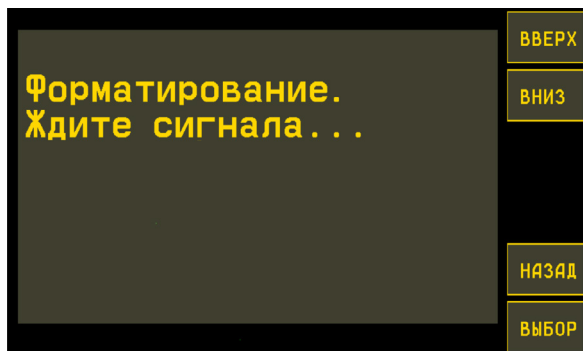 Форматирование.
Ждите сигнала...
ВВЕРХ
ВНИЗ
НАЗАД
ВЫБОР